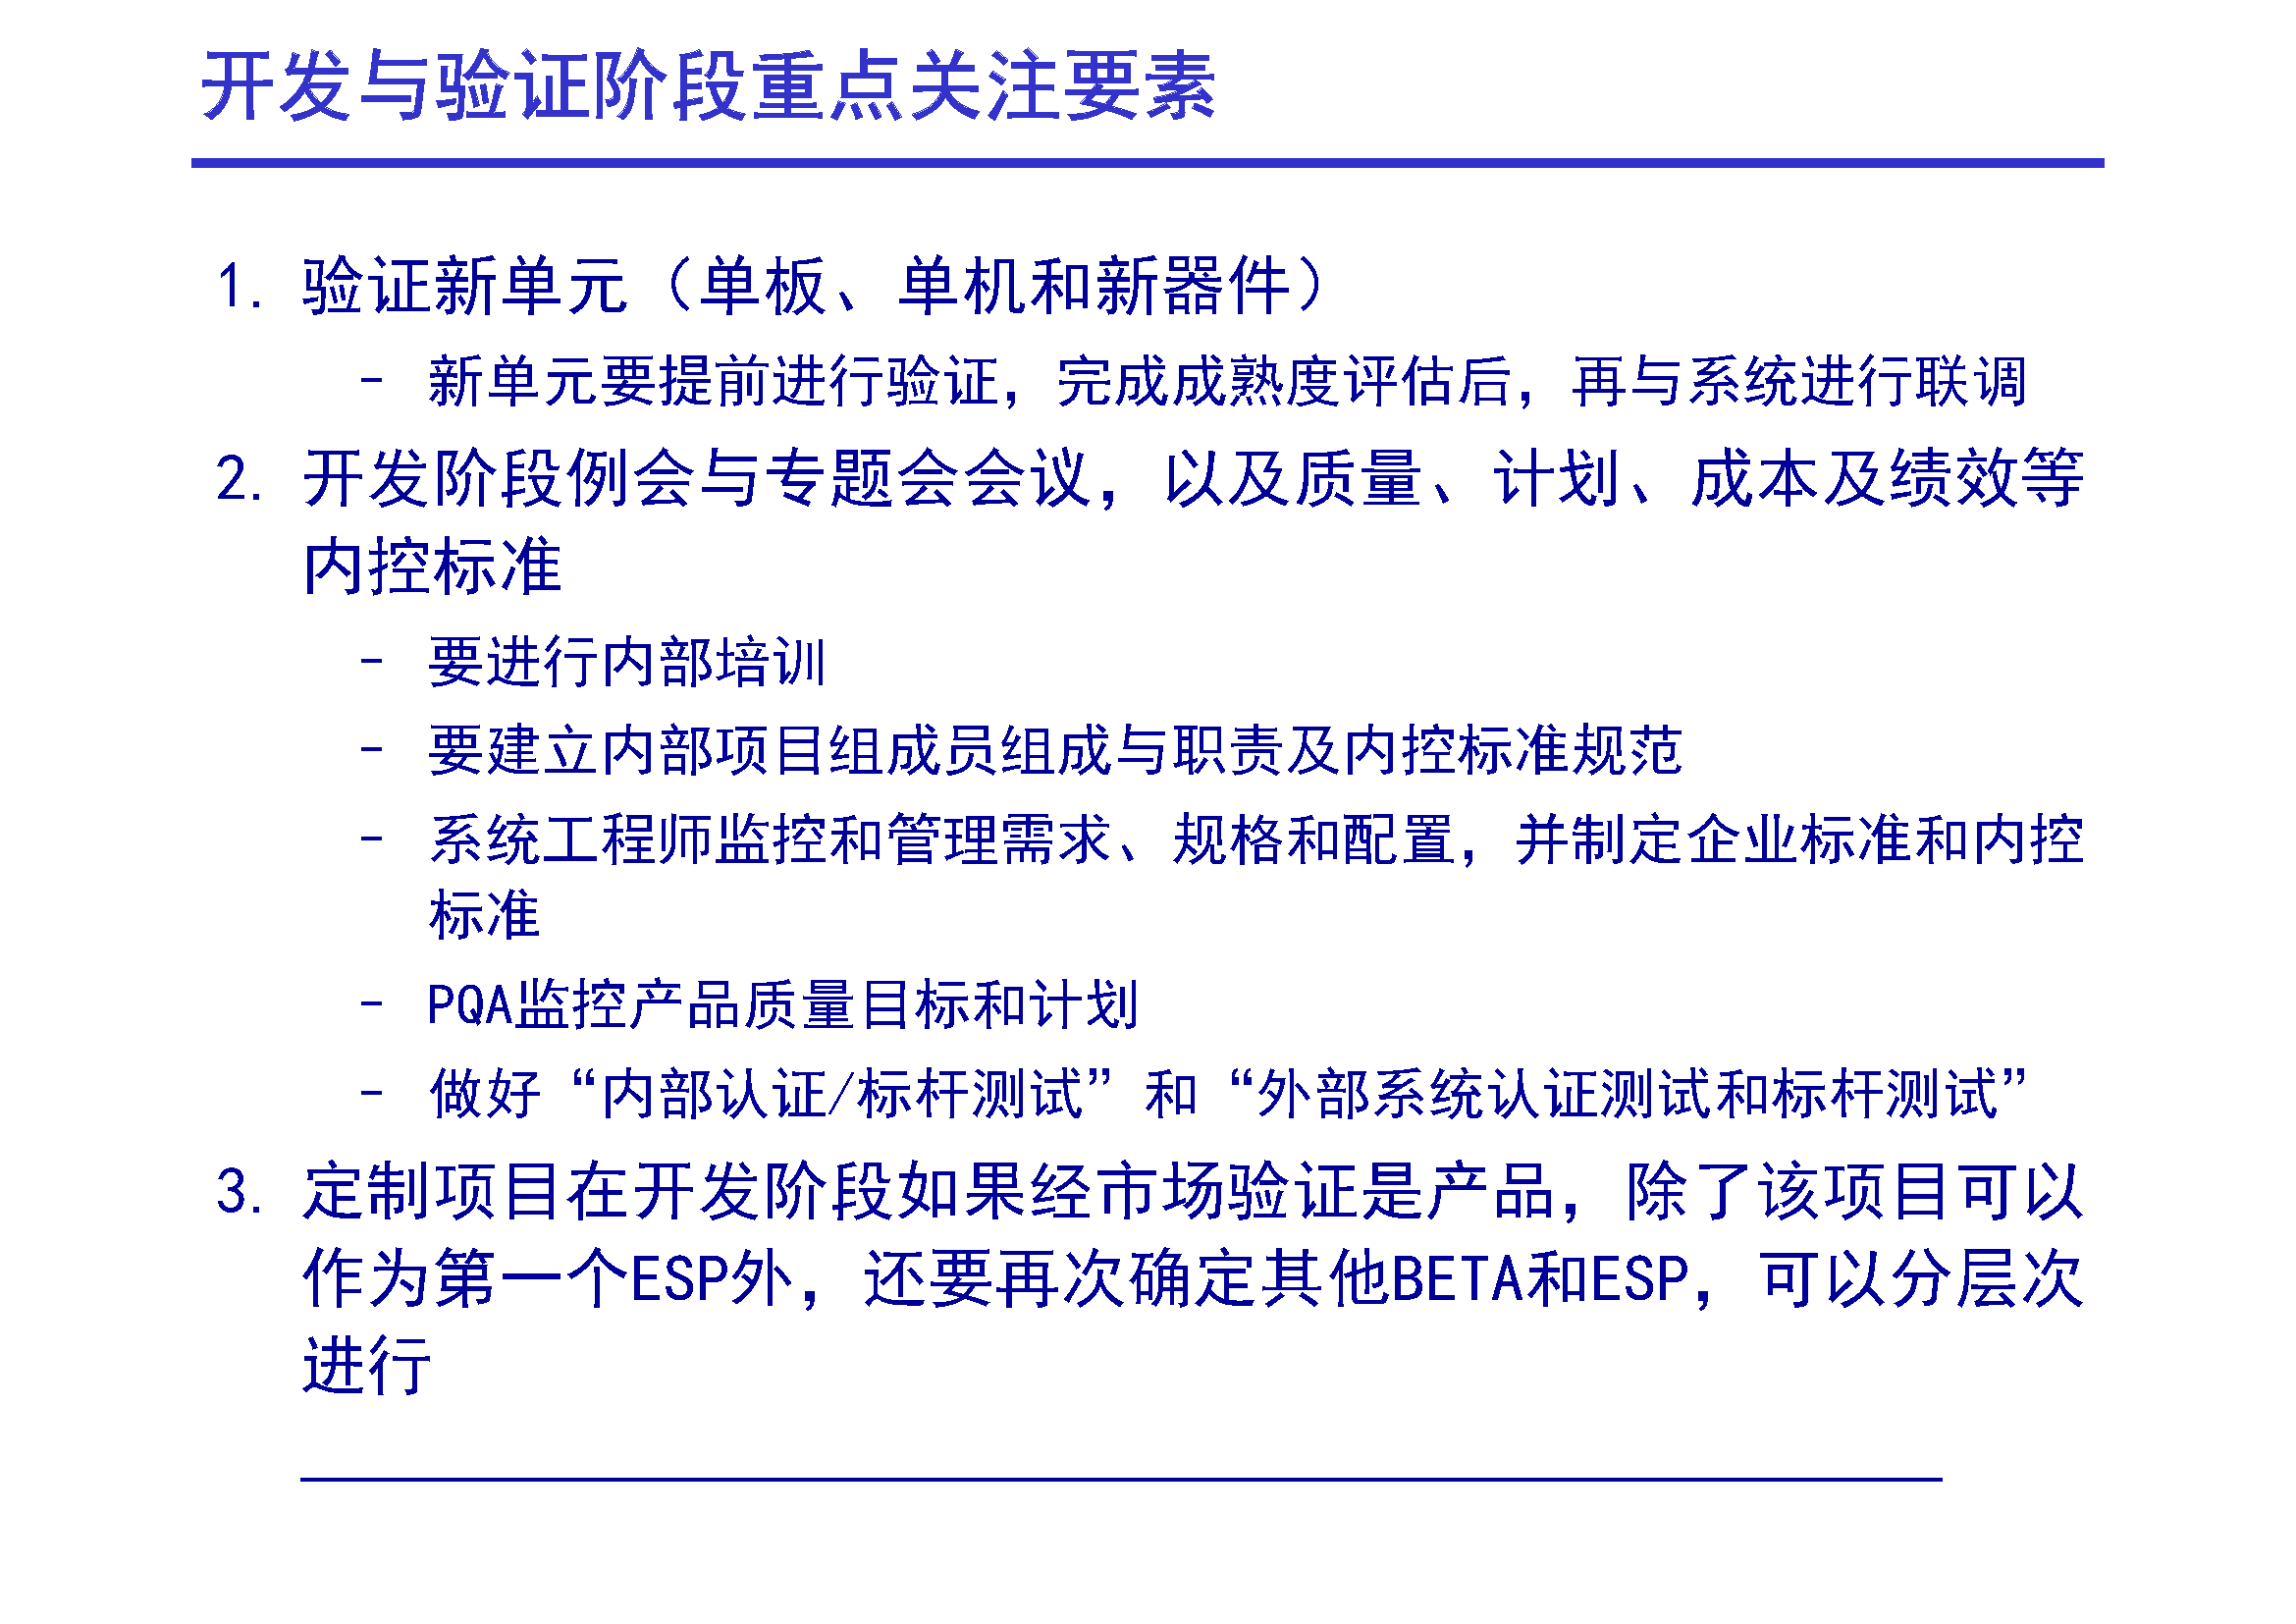 开发与验证阶段重点关注要素
1. 验证新单元（单板、单机和新器件）
– 新单元要提前进行验证，完成成熟度评估后，再与系统进行联调
2. 开发阶段例会与专题会会议，以及质量、计划、成本及绩效等
内控标准
– 要进行内部培训
– 要建立内部项目组成员组成与职责及内控标准规范
– 系统工程师监控和管理需求、规格和配置，并制定企业标准和内控
标准
– PQA监控产品质量目标和计划
– 做好“内部认证/标杆测试”和“外部系统认证测试和标杆测试”
3. 定制项目在开发阶段如果经市场验证是产品，除了该项目可以
作为第一个ESP外，还要再次确定其他BETA和ESP，可以分层次
进行